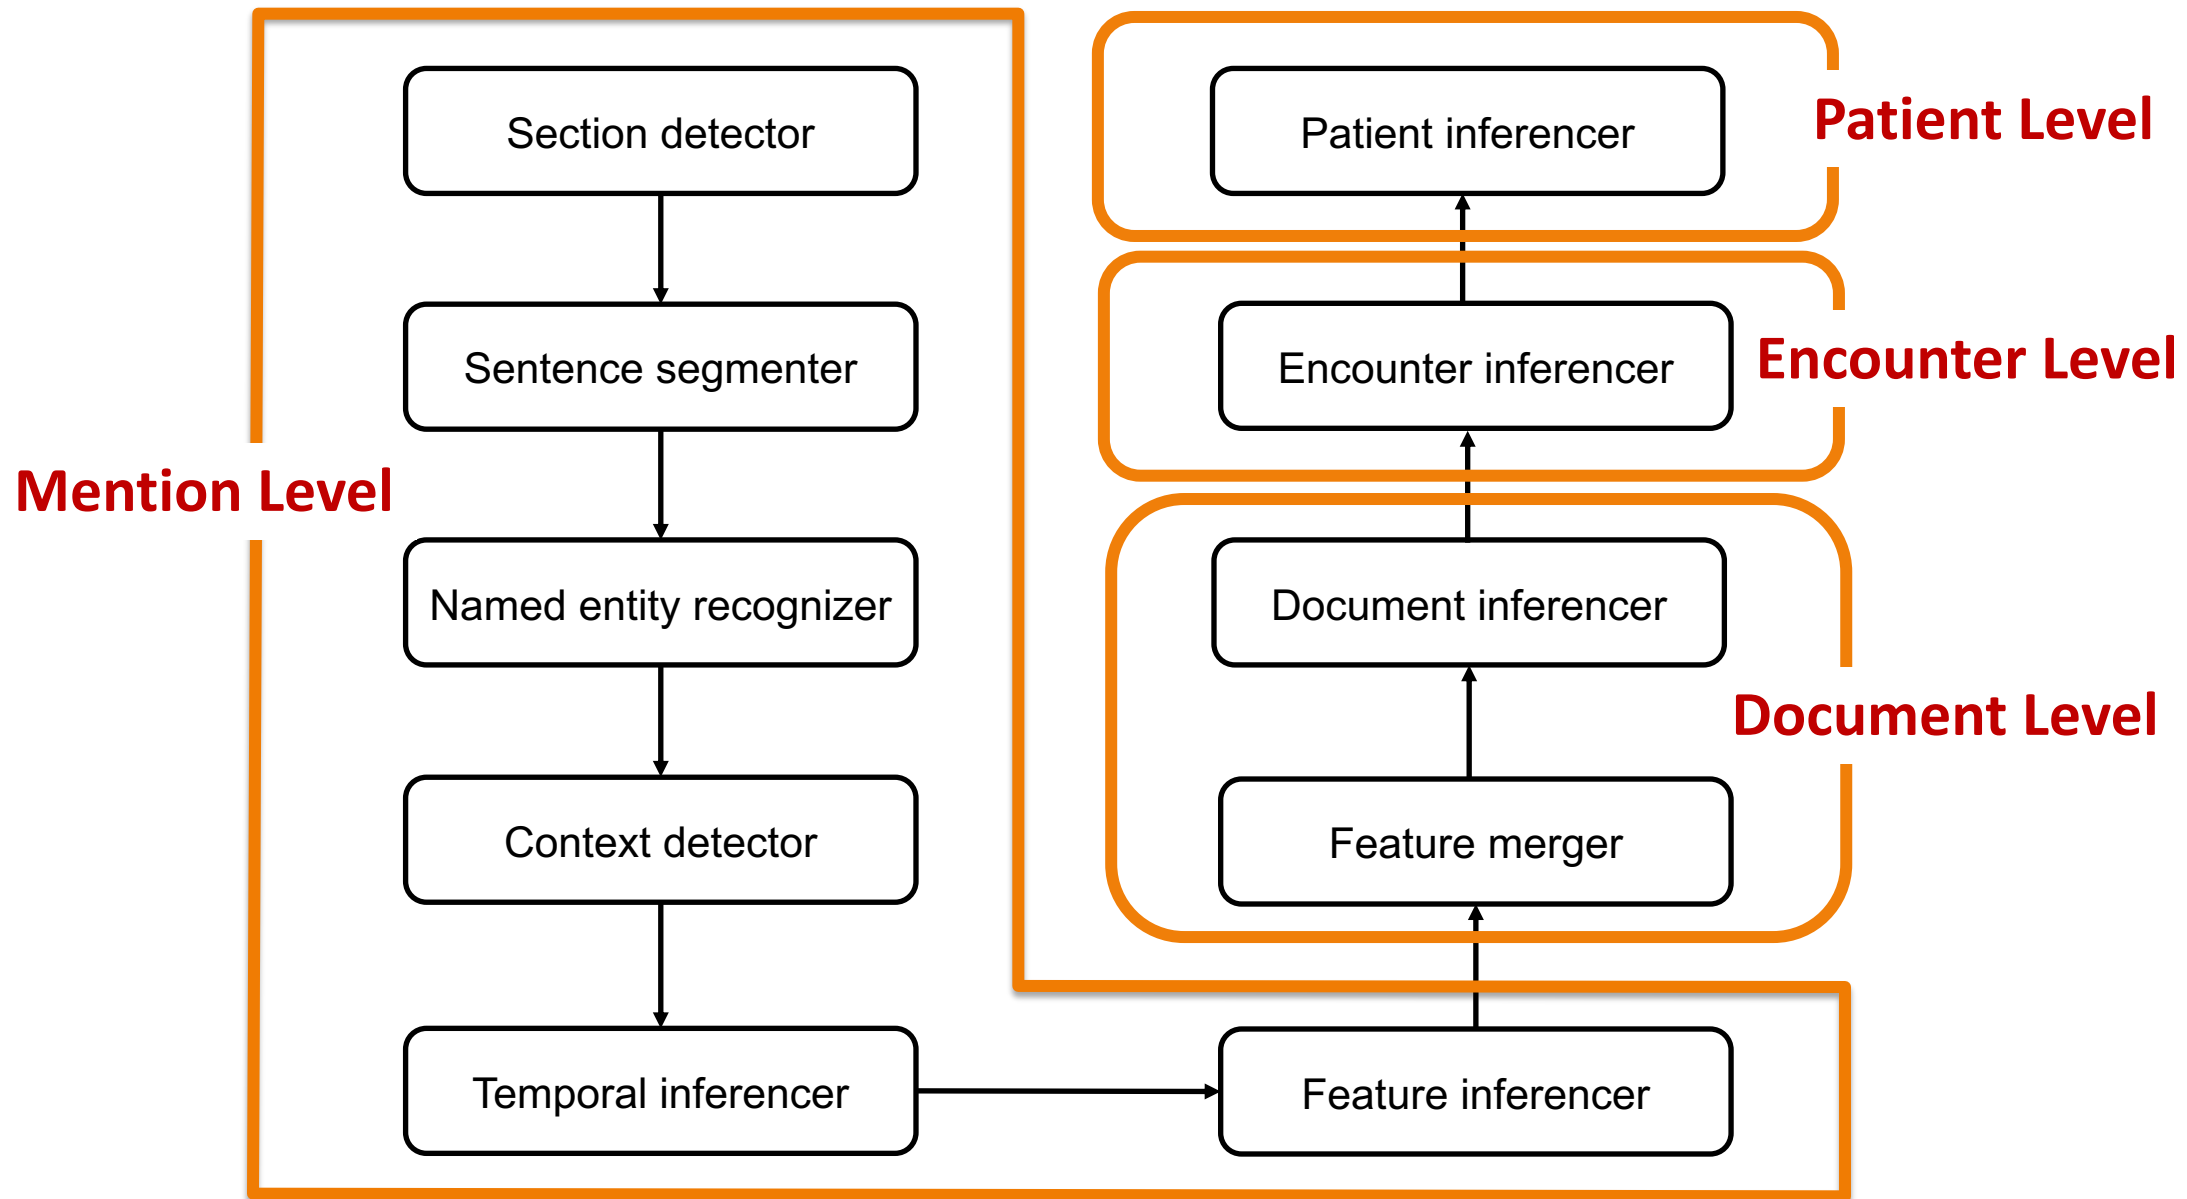 Section detector
Sentence segmenter
Mention Level
Named entity recognizer
Context detector
Temporal inferencer
Feature inferencer
Feature merger
Document Level
Document inferencer
Encounter inferencer
Encounter Level
Patient inferencer
Patient Level